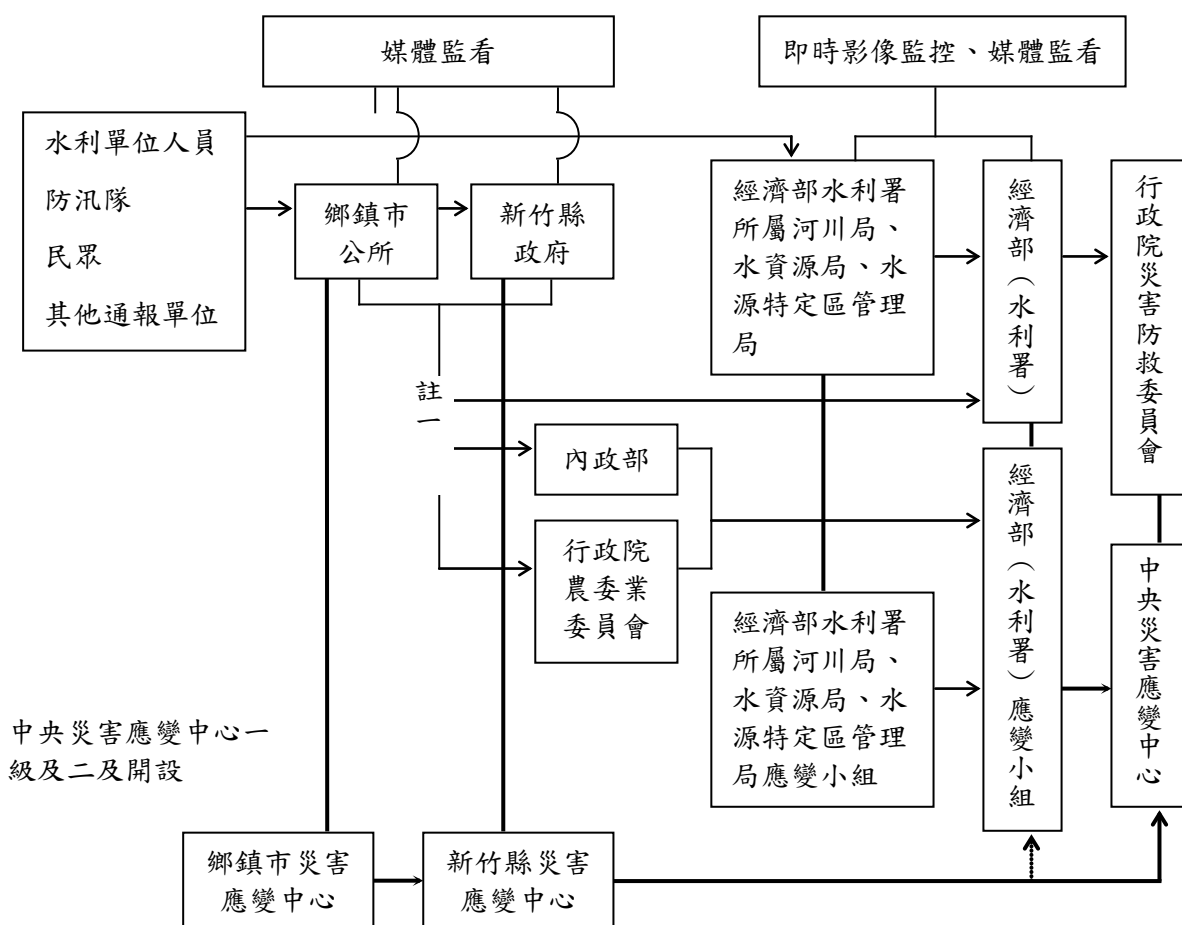 媒體監看
即時影像監控、媒體監看
水利單位人員
防汛隊
民眾
其他通報單位
鄉鎮市
公所
新竹縣
政府
經濟部水利署
所屬河川局、
水資源局、水
源特定區管理
局
經濟部（水利署）
行政院災害防救委員會
註一
內政部
行政院
農委業
委員會
經濟部水利署
所屬河川局、
水資源局、水
源特定區管理
局應變小組
經濟部（水利署）應變小組
中央災害應變中心
中央災害應變中心一
級及二及開設
鄉鎮市災害
應變中心
新竹縣災害
應變中心